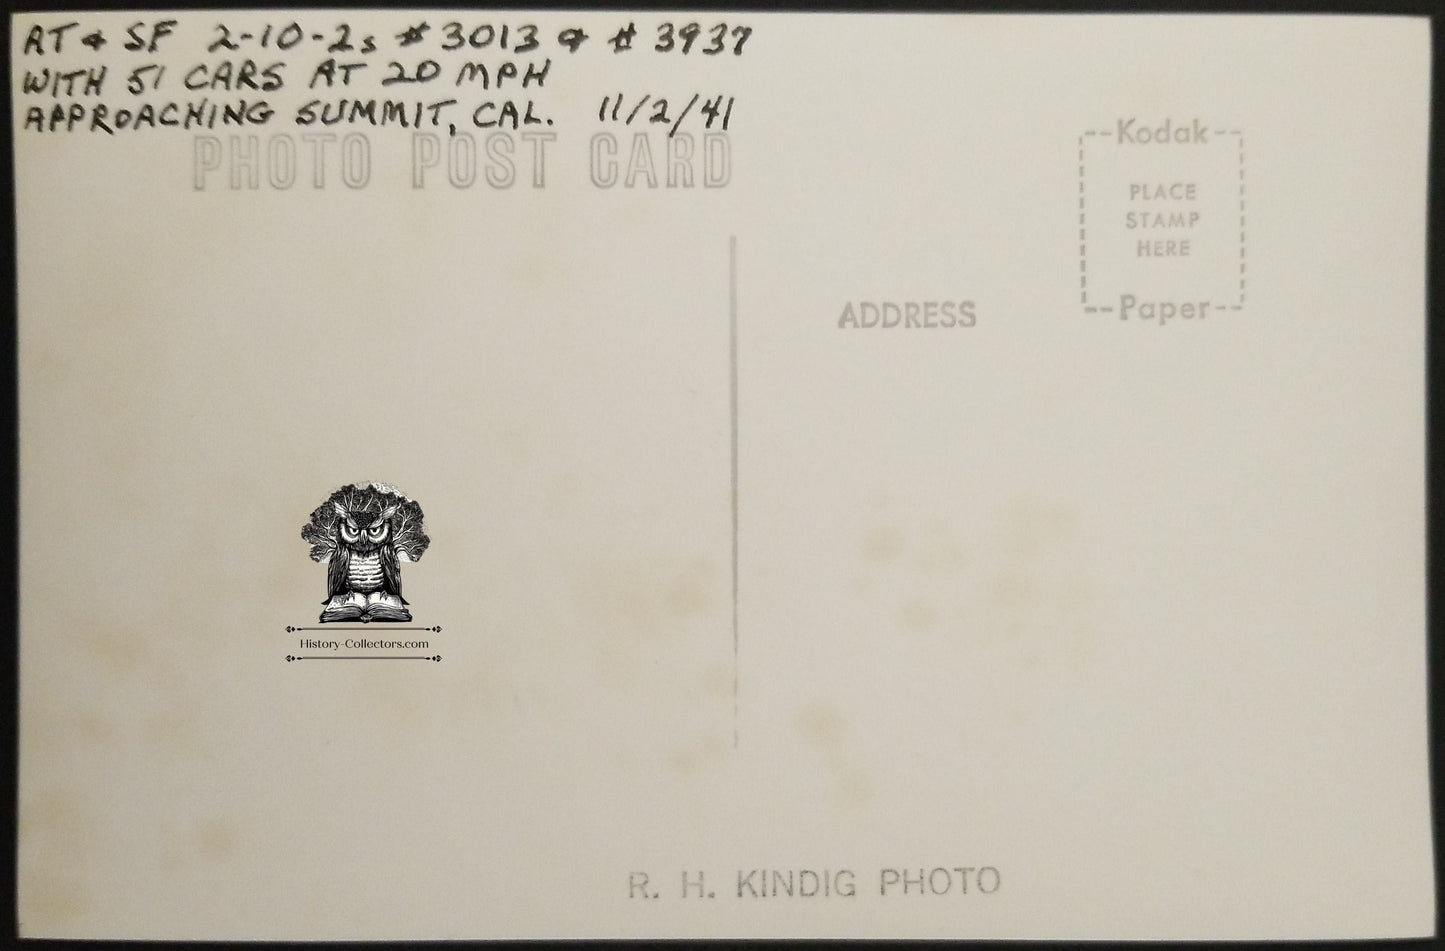 AT & SF 2-10-2s # 3013 & # 3937
WITH 51 CARS AT 20 MPH
APPROACHING SUMMIT, CAL. 11/2/41
PHOTO POST CARD
--Kodak--
PLACE
STAMP
HERE
--Paper--
ADDRESS
History-Collectors.com
R. H. KINDIG PHOTO